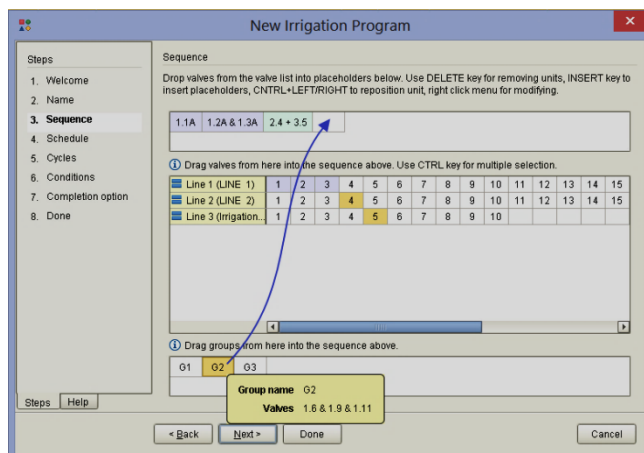 New Irrigation Program
Steps
1. Welcome
2. Name
3. Sequence
4. Schedule
5. Cycles
6. Conditions
7. Completion option
8. Done
Steps Help
Sequence
Drop valves from the valve list into placeholders below. Use DELETE key for removing units, INSERT key to
insert placeholders, CNTRL+LEFT/RIGHT to reposition unit, right click menu for modifying.
1.1A 1.2A & 1.3A 2.4 + 3.5
Drag valves from here into the sequence above. Use CTRL key for multiple selection.
Line 1 (LINE 1) 1 2 3 4 5 6 7 8 9 10 11 12 13 14 15
Line 2 (LINE 2) 1 2 3 4 5 6 7 8 9 10 11 12 13 14 15
Line 3 (Irrigation... 1 2 3 4 5 6 7 8 9 10
Drag groups from here into the sequence above.
G1 G2 G3
Group name G2
Valves 1.6 & 1.9 & 1.11
< Back Next > Done Cancel